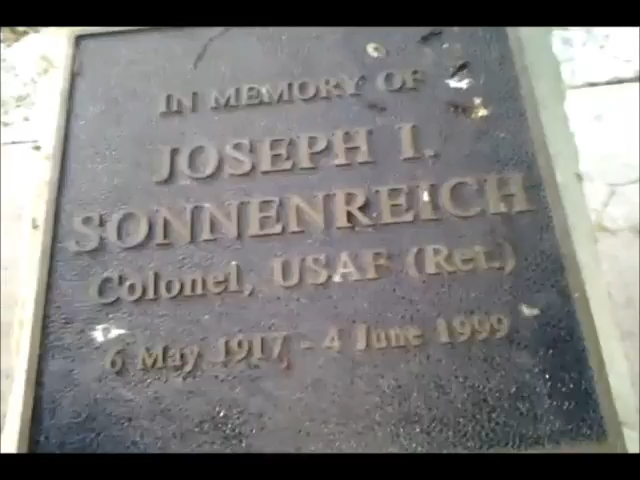 IN MEMORY OF
JOSEPH I.
SONNENREICH
Colonel, USAF (Ret.)
6 May 1917 - 4 June 1999